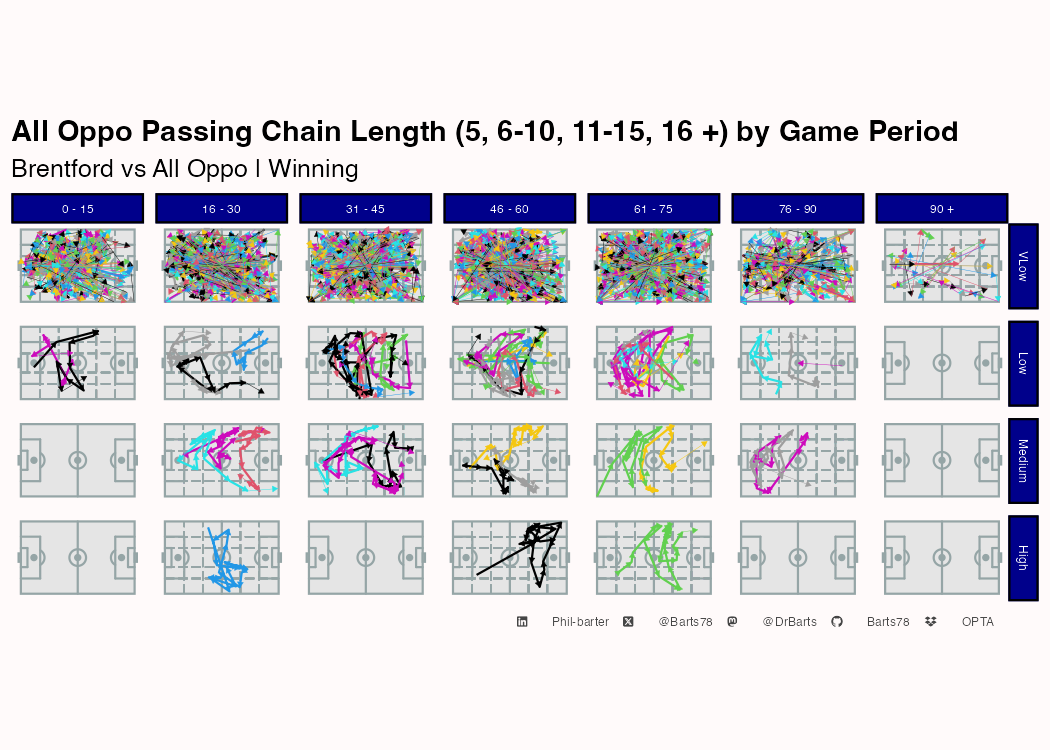 All Oppo Passing Chain Length (5, 6-10, 11-15, 16 +) by Game Period
Brentford vs All Oppo | Winning
0 - 15 16 - 30 31 - 45 46 - 60 61 - 75 76 - 90 90 +
VLow
Low
Medium
High
Phil-barter @Barts78 @DrBarts Barts78 OPTA